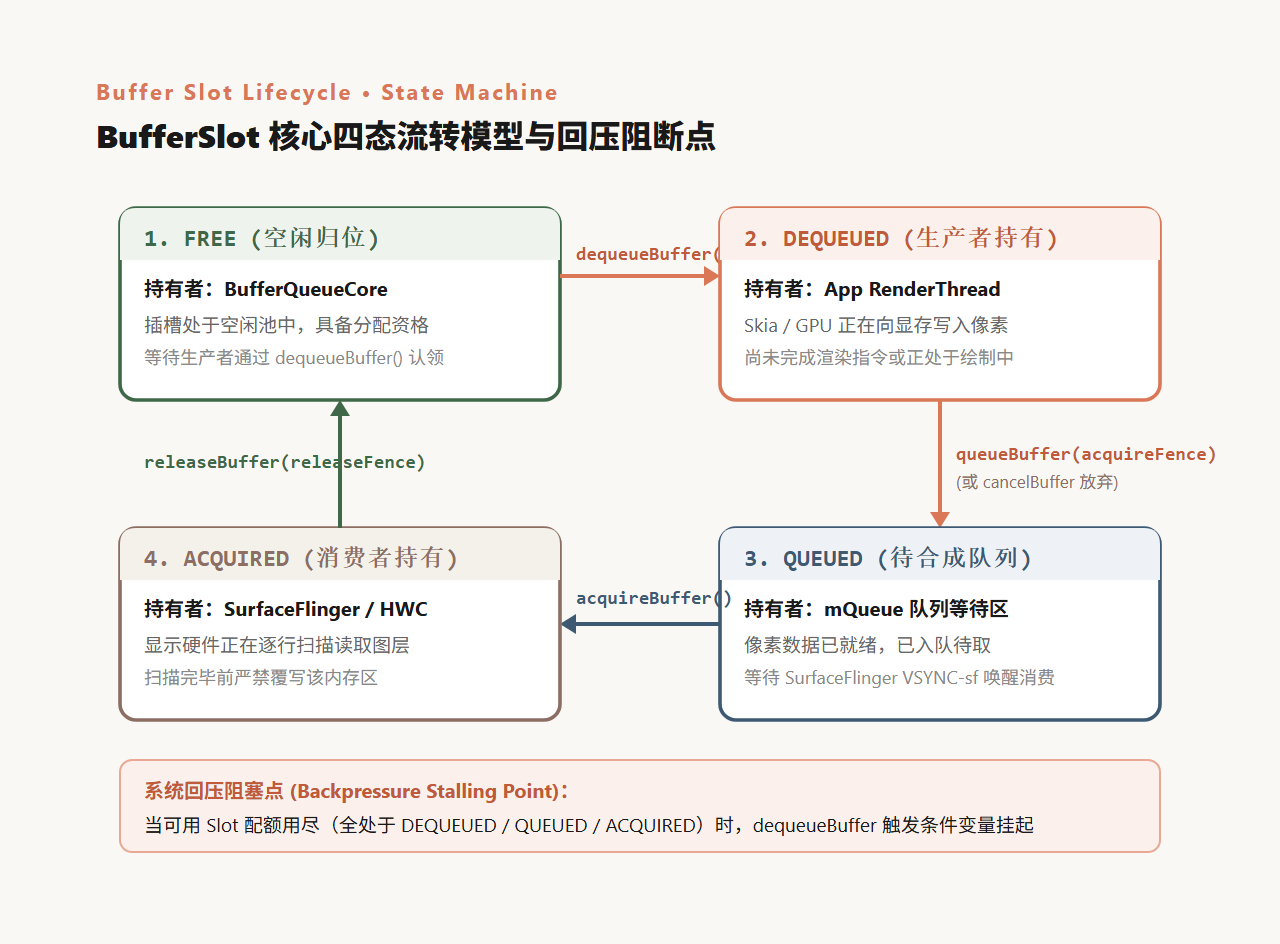 Buffer Slot Lifecycle • State Machine
BufferSlot 核心四态流转模型与回压阻断点
1. FREE (空闲归位)
持有者：BufferQueueCore
插槽处于空闲池中，具备分配资格
等待生产者通过 dequeueBuffer() 认领
dequeueBuffer(
2. DEQUEUED (生产者持有)
持有者：App RenderThread
Skia / GPU 正在向显存写入像素
尚未完成渲染指令或正处于绘制中
releaseBuffer(releaseFence)
queueBuffer(acquireFence)
(或 cancelBuffer 放弃)
4. ACQUIRED (消费者持有)
持有者：SurfaceFlinger / HWC
显示硬件正在逐行扫描读取图层
扫描完毕前严禁覆写该内存区
acquireBuffer()
3. QUEUED (待合成队列)
持有者：mQueue 队列等待区
像素数据已就绪，已入队待取
等待 SurfaceFlinger VSYNC-sf 唤醒消费
系统回压阻塞点 (Backpressure Stalling Point)：
当可用 Slot 配额用尽（全处于 DEQUEUED / QUEUED / ACQUIRED）时，dequeueBuffer 触发条件变量挂起